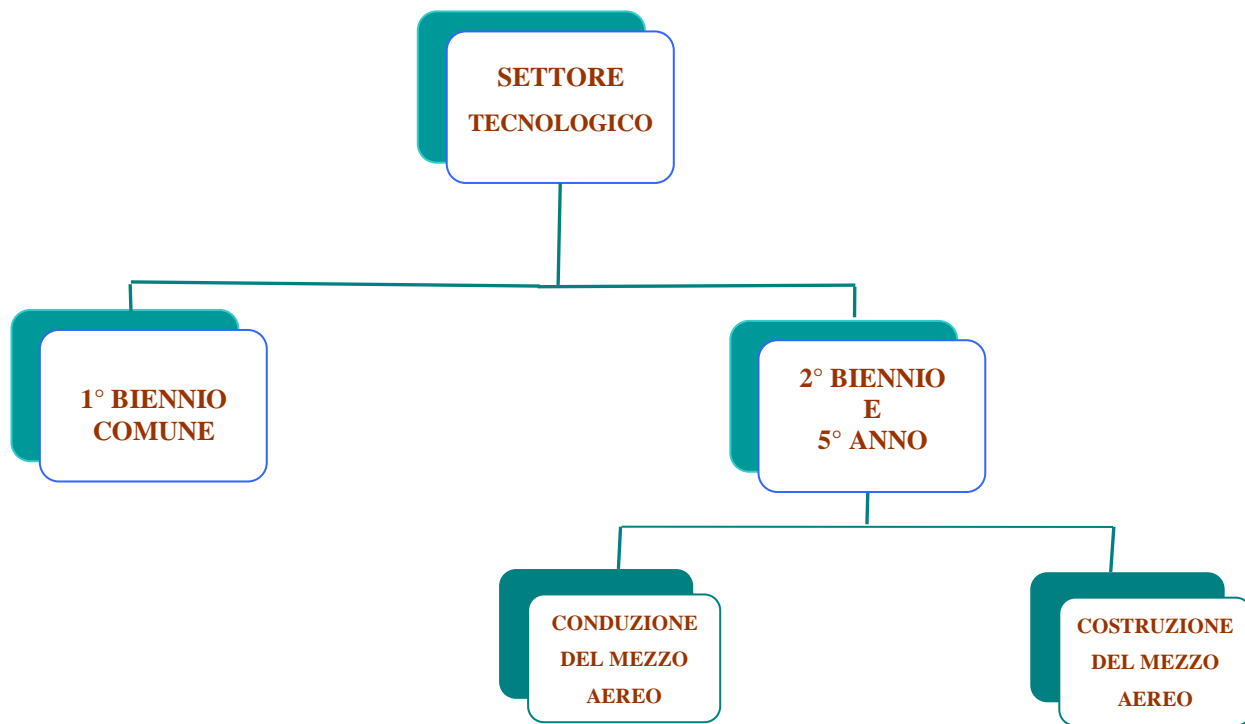 SETTORE
TECNOLOGICO
1° BIENNIO
COMUNE
2° BIENNIO
E
5° ANNO
CONDUZIONE
DEL MEZZO
AEREO
COSTRUZIONE
DEL MEZZO
AEREO